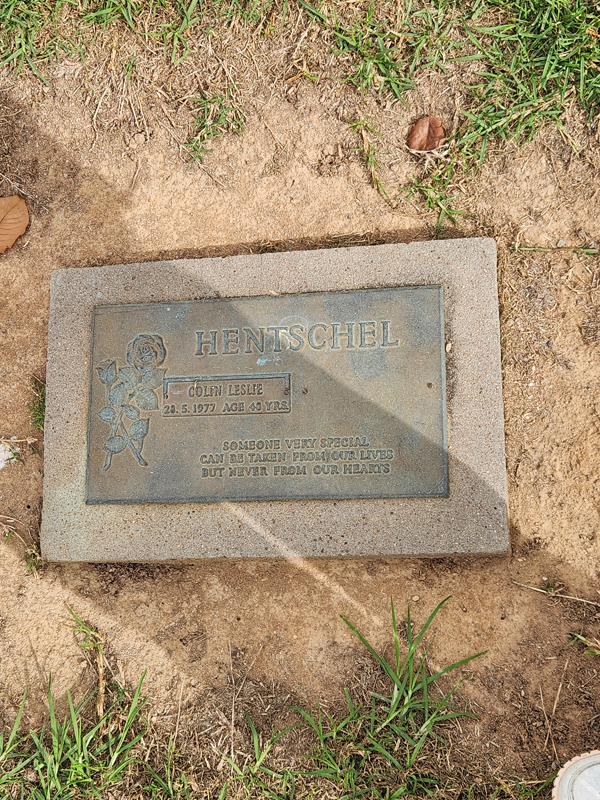 HENTSCHEL
COLIN LESLIE
28.5.1977 AGE 40 YRS.
SOMEONE VERY SPECIAL
CAN BE TAKEN FROM OUR LIVES
BUT NEVER FROM OUR HEARTS